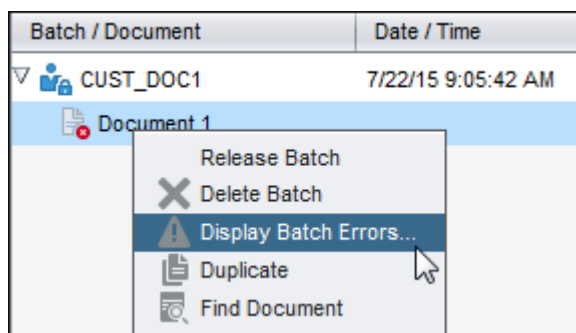 Batch / Document Date / Time
CUST_DOC1 7/22/15 9:05:42 AM
Document 1
Release Batch
Delete Batch
Display Batch Errors...
Duplicate
Find Document